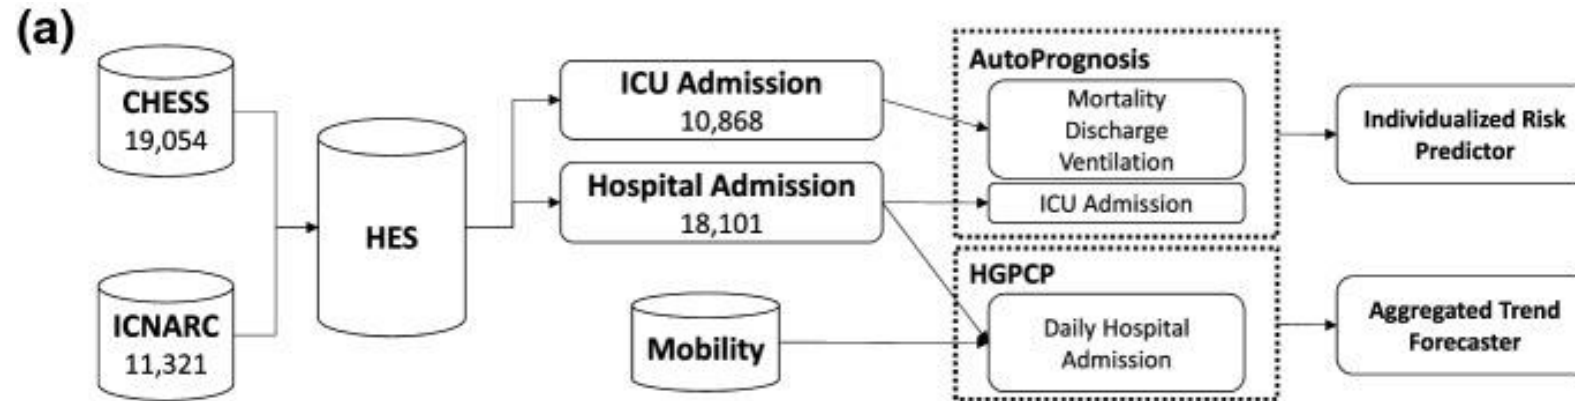 (a)
CHESS
19,054
ICNARC
11,321
HES
ICU Admission
10,868
Hospital Admission
18,101
Mobility
AutoPrognosis
Mortality
Discharge
Ventilation
ICU Admission
HGPCP
Daily Hospital
Admission
Individualized Risk
Predictor
Aggregated Trend
Forecaster